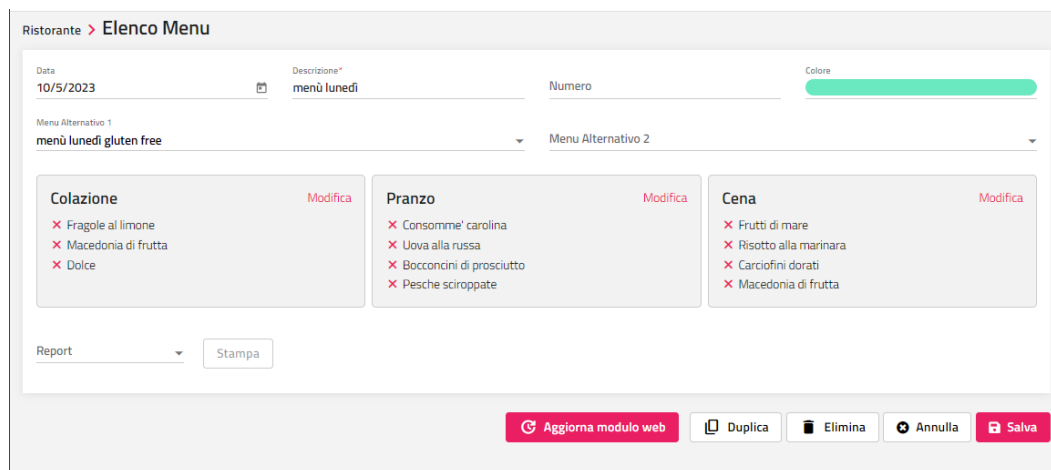 Ristorante > Elenco Menu
Data
10/5/2023
Descrizione*
menù lunedì
Numero
Colore
Menu Alternativo 1
menù lunedì gluten free
Menu Alternativo 2
Colazione
Modifica
Fragole al limone
Macedonia di frutta
Dolce
Pranzo
Modifica
Consomme' carolina
Uova alla russa
Bocconcini di prosciutto
Pesche sciroppate
Cena
Modifica
Frutti di mare
Risotto alla marinara
Carciofini dorati
Macedonia di frutta
Report
Stampa
Aggiorna modulo web
Duplica
Elimina
Annulla
Salva